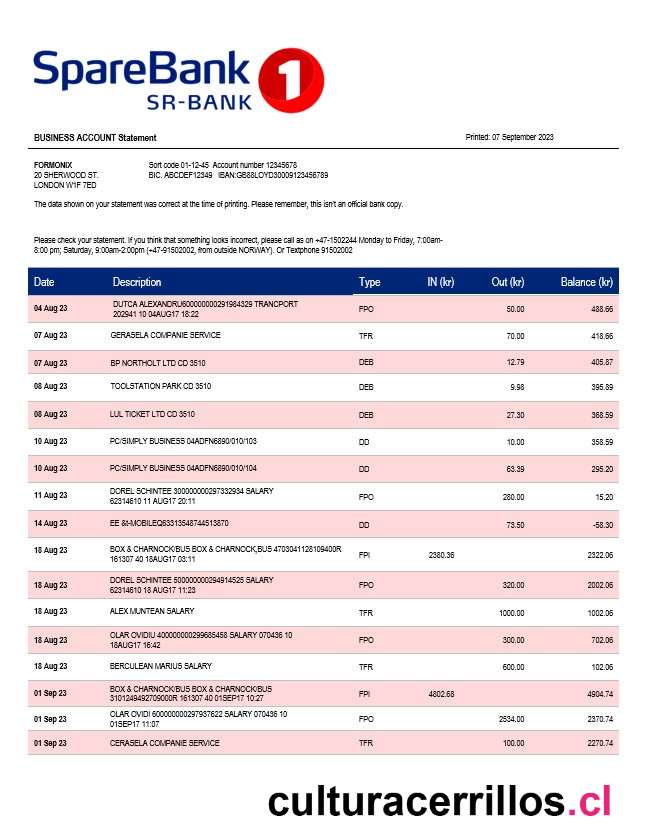 SpareBank 1
SR-BANK
BUSINESS ACCOUNT Statement Printed: 07 September 2023
FORMONIX Sort code 01-12-45 Account number 12345678
20 SHERWOOD ST. BIC. ABCDEF12349 IBAN:GB88LOYD30009123456789
LONDON W1F 7ED
The data shown on your statement was correct at the time of printing. Please remember, this isn't an official bank copy.
Please check your statement. If you think that something looks incorrect, please call as on +47-1502244 Monday to Friday, 7:00am-
8:00 pm; Saturday, 9:00am-2:00pm (+47-91502002, from outside NORWAY). Or Textphone 91502002
Date Description Type IN (kr) Out (kr) Balance (kr)
04 Aug 23 DUTCA ALEXANDRU600000000291984329 TRANCPORT
202941 10 04AUG17 18:22 FPO 50.00 488.66
07 Aug 23 GERASELA COMPANIE SERVICE TFR 70.00 418.66
07 Aug 23 BP NORTHOLT LTD CD 3510 DEB 12.79 405.87
08 Aug 23 TOOLSTATION PARK CD 3510 DEB 9.98 395.89
08 Aug 23 LUL TICKET LTD CD 3510 DEB 27.30 368.59
10 Aug 23 PC/SIMPLY BUSINESS 04ADFN6890/010/103 DD 10.00 358.59
10 Aug 23 PC/SIMPLY BUSINESS 04ADFN6890/010/104 DD 63.39 295.20
11 Aug 23 DOREL SCHINTEE 300000000297332934 SALARY
62314610 11 AUG17 20:11 FPO 280.00 15,20
14 Aug 23 EE &t-MOBILEQ63313548744513870 DD 73.50 -58.30
18 Aug 23 BOX & CHARNOCK/BUS BOX & CHARNOCK,BUS 4703041128109400R
161307 40 18AUG17 03:11 FPI 2380.36 2322.06
18 Aug 23 DOREL SCHINTEE 500000000294914525 SALARY
62314610 18 AUG17 11:23 FPO 320.00 2002.06
18 Aug 23 ALEX MUNTEAN SALARY TFR 1000.00 1002.06
18 Aug 23 OLAR OVIDIU 400000000299685458 SALARY 070436 10
18AUG17 16:42 FPO 300.00 702.06
18 Aug 23 BERCULEAN MARIUS SALARY TFR 600.00 102.06
01 Sep 23 BOX & CHARNOCK/BUS BOX & CHARNOCK/BUS
3101249492709000R 161307 40 01SEP17 10:27 FPI 4802.68 4904.74
01 Sep 23 OLAR OVIDI 600000000297937622 SALARY 070436 10
01SEP17 11:07 FPO 2534,00 2370.74
01 Sep 23 CERASELA COMPANIE SERVICE TFR 100.00 2270.74
culturacerrillos.cl